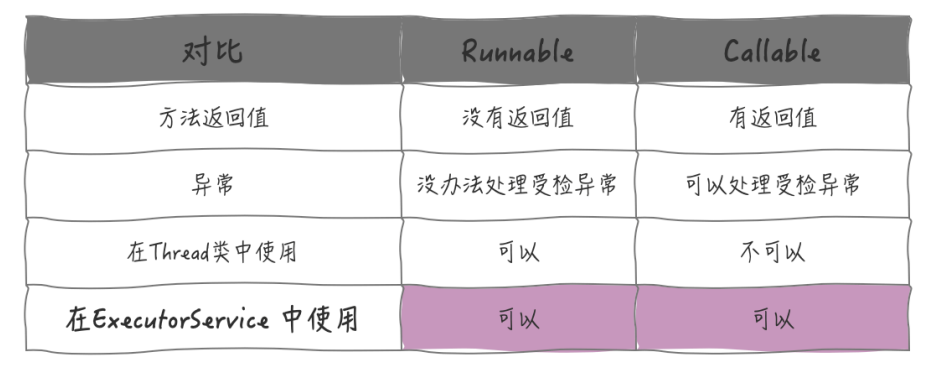 对比 Runnable Callable
方法返回值 没有返回值 有返回值
异常 没办法处理受检异常 可以处理受检异常
在Thread类中使用 可以 不可以
在ExecutorService 中使用 可以 可以